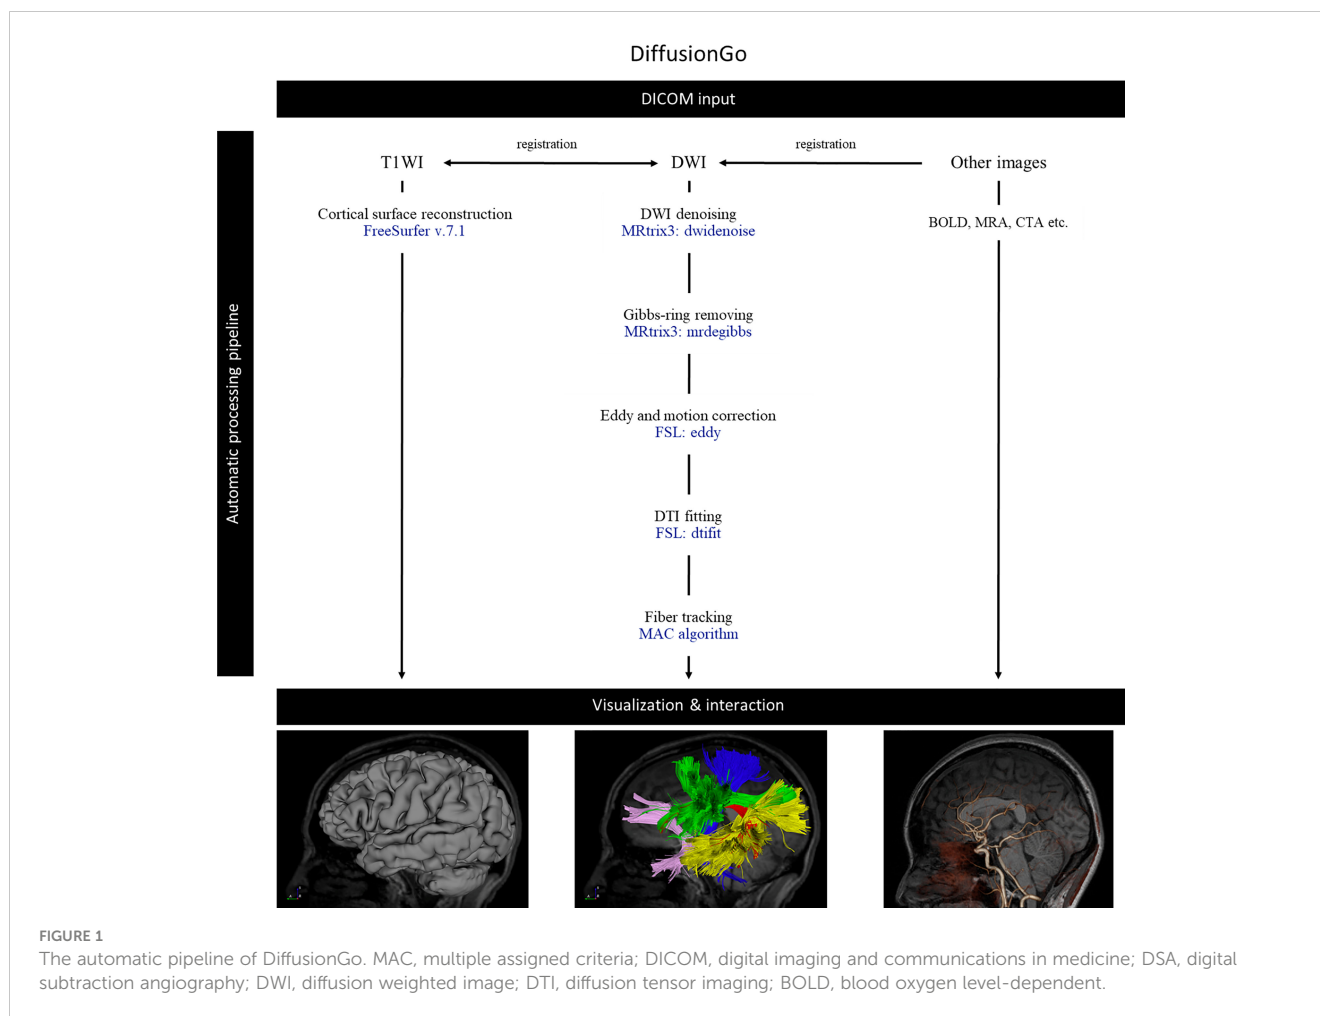 DiffusionGo
DICOM input
registration
registration
T1WI
DWI
Other images
Cortical surface reconstruction
FreeSurfer v.7.1
DWI denoising
MRtrix3: dwidenoise
BOLD, MRA, CTA etc.
Gibbs-ring removing
MRtrix3: mrdegibbs
Eddy and motion correction
FSL: eddy
DTI fitting
FSL: dtifit
Fiber tracking
MAC algorithm
Automatic processing pipeline
Visualization & interaction
FIGURE 1
The automatic pipeline of DiffusionGo. MAC, multiple assigned criteria; DICOM, digital imaging and communications in medicine; DSA, digital
subtraction angiography; DWI, diffusion weighted image; DTI, diffusion tensor imaging; BOLD, blood oxygen level-dependent.